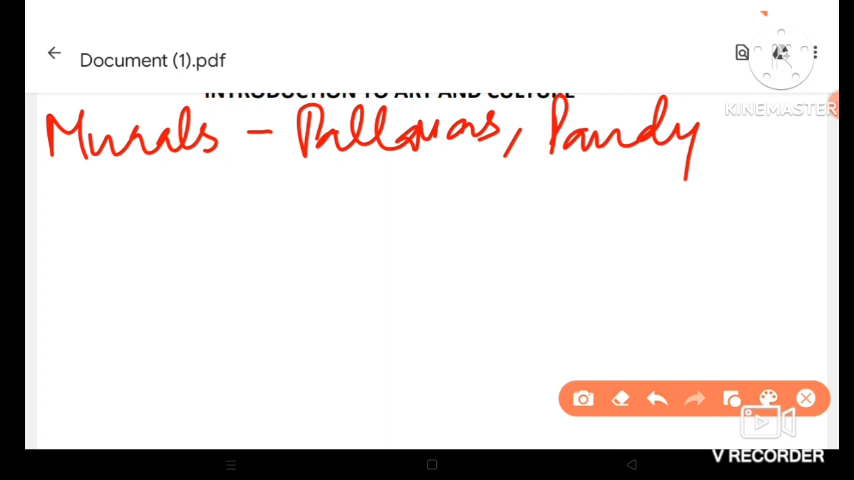 Document (1).pdf
KINEMASTER
INTRODUCTION TO ART AND CULTURE
Murals - Pallavas, Pandy
V RECORDER